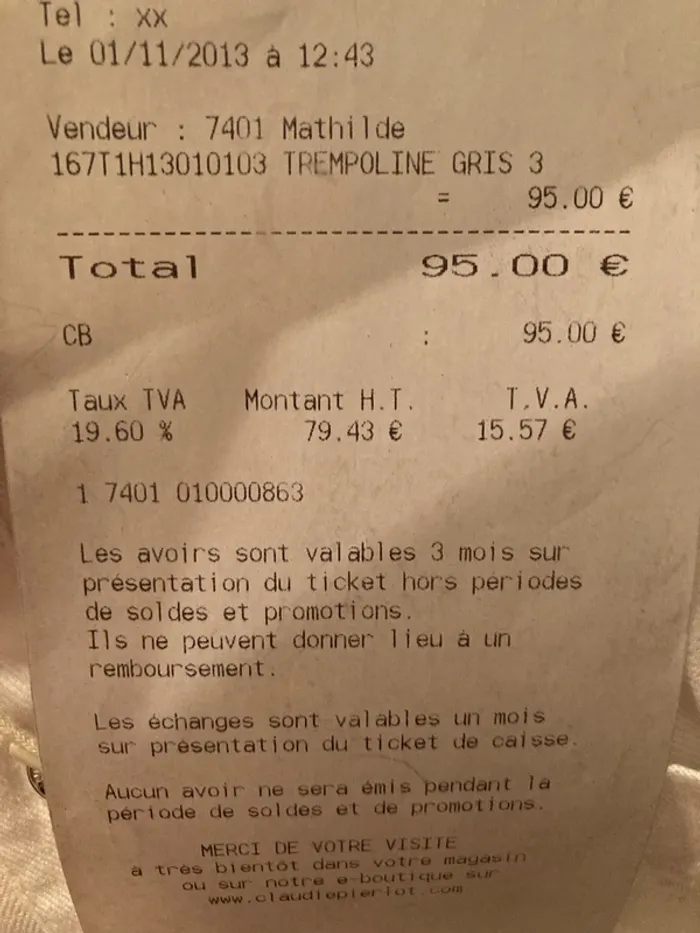 Tel : xx
Le 01/11/2013 à 12:43
Vendeur : 7401 Mathilde
167T1H13010103 TREMPOLINE GRIS 3
= 95.00 €
--------------------------------------
Total 95.00 €
CB : 95.00 €
Taux TVA Montant H.T. T.V.A.
19.60 % 79.43 € 15.57 €
1 7401 010000863
Les avoirs sont valables 3 mois sur
présentation du ticket hors périodes
de soldes et promotions.
Ils ne peuvent donner lieu à un
remboursement.
Les échanges sont valables un mois
sur présentation du ticket de caisse.
Aucun avoir ne sera émis pendant la
période de soldes et de promotions.
MERCI DE VOTRE VISITE
à très bientôt dans votre magasin
ou sur notre e-boutique sur
www.claudiepierlot.com